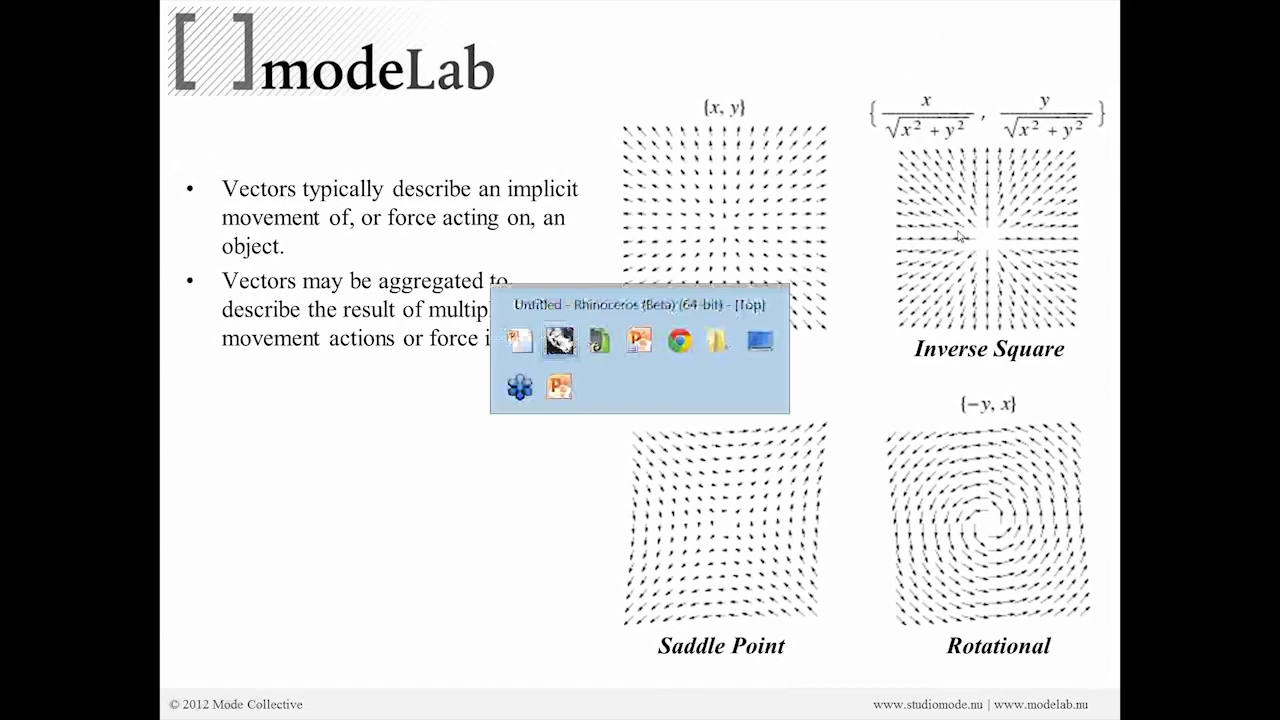 [ ] modeLab
• Vectors typically describe an implicit
movement of, or force acting on, an
object.
• Vectors may be aggregated to
describe the result of
movement actions or force
{x, y}
{ x / √x² + y² , y / √x² + y² }
Inverse Square
Untitled - Rhinoceros (Beta) (64-bit) - [Top]
{−y, x}
Saddle Point
Rotational
© 2012 Mode Collective
www.studiomode.nu | www.modelab.nu